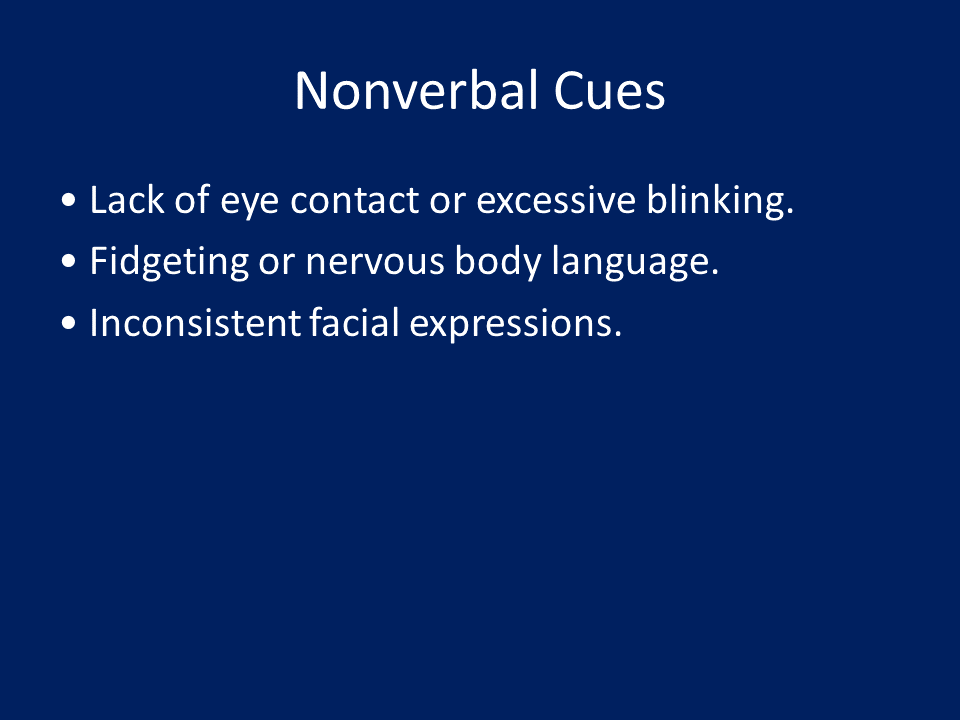 Nonverbal Cues
• Lack of eye contact or excessive blinking.
• Fidgeting or nervous body language.
• Inconsistent facial expressions.